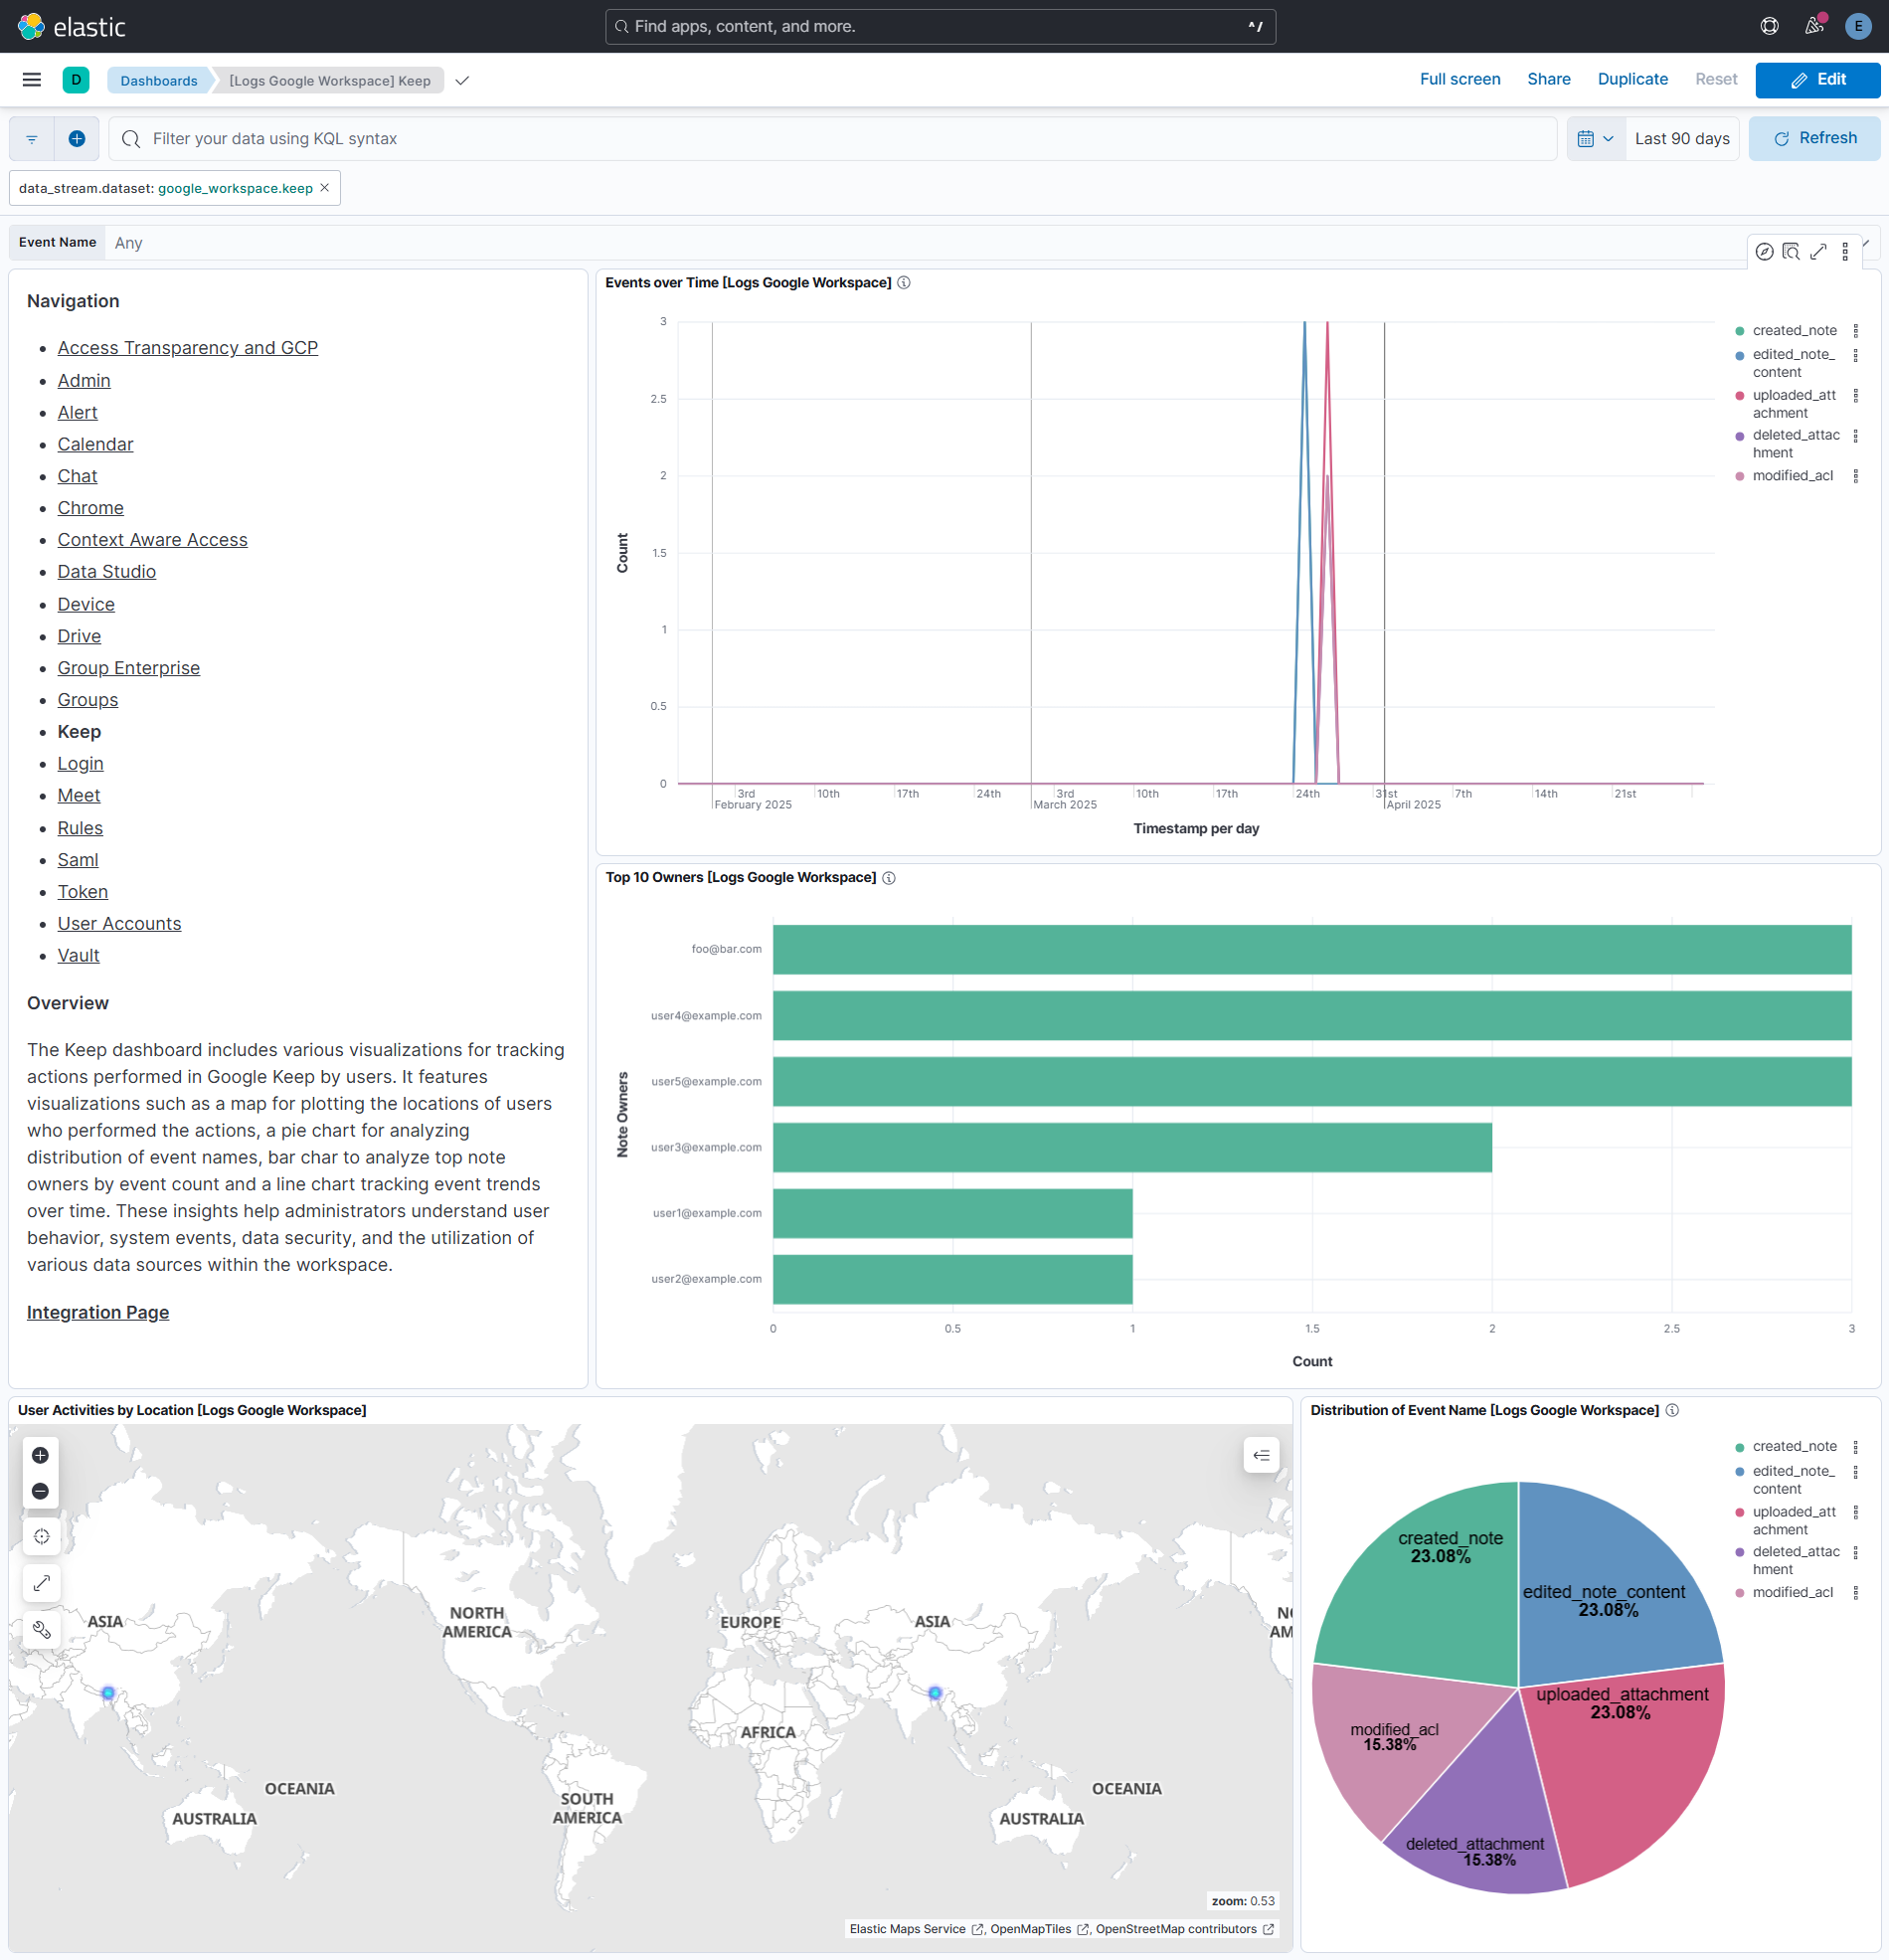 elastic
Find apps, content, and more.
^/
E
D
Dashboards
[Logs Google Workspace] Keep
Full screen
Share
Duplicate
Reset
Edit
Filter your data using KQL syntax
Last 90 days
Refresh
data_stream.dataset: google_workspace.keep
Event Name
Any
Navigation
Access Transparency and GCP
Admin
Alert
Calendar
Chat
Chrome
Context Aware Access
Data Studio
Device
Drive
Group Enterprise
Groups
Keep
Login
Meet
Rules
Saml
Token
User Accounts
Vault
Overview
The Keep dashboard includes various visualizations for tracking
actions performed in Google Keep by users. It features
visualizations such as a map for plotting the locations of users
who performed the actions, a pie chart for analyzing
distribution of event names, bar char to analyze top note
owners by event count and a line chart tracking event trends
over time. These insights help administrators understand user
behavior, system events, data security, and the utilization of
various data sources within the workspace.
Integration Page
Events over Time [Logs Google Workspace]
3
2.5
2
1.5
1
0.5
0
Count
3rd
10th
17th
24th
3rd
10th
17th
24th
31st
7th
14th
21st
February 2025
March 2025
April 2025
Timestamp per day
created_note
edited_note_
content
uploaded_att
achment
deleted_attac
hment
modified_acl
Top 10 Owners [Logs Google Workspace]
Note Owners
foo@bar.com
user4@example.com
user5@example.com
user3@example.com
user1@example.com
user2@example.com
0
0.5
1
1.5
2
2.5
3
Count
User Activities by Location [Logs Google Workspace]
ASIA
NORTH
AMERICA
EUROPE
ASIA
N
AM
AFRICA
OCEANIA
AUSTRALIA
SOUTH
AMERICA
OCEANIA
AUSTRALIA
zoom: 0.53
Elastic Maps Service, OpenMapTiles, OpenStreetMap contributors
Distribution of Event Name [Logs Google Workspace]
created_note
23.08%
edited_note_content
23.08%
uploaded_attachment
23.08%
modified_acl
15.38%
deleted_attachment
15.38%
created_note
edited_note_
content
uploaded_att
achment
deleted_attac
hment
modified_acl